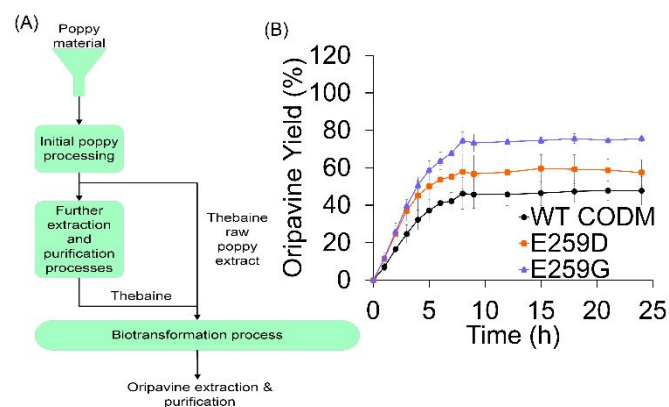 (A)
Poppy
material
Initial poppy
processing
Further
extraction
and
purification
processes
Thebaine
raw poppy
extract
Thebaine
Biotransformation process
Oripavine extraction &
purification
(B)
Oripavine Yield (%)
120
100
80
60
40
20
0
WT CODM
E259D
E259G
0 5 10 15 20 25
Time (h)